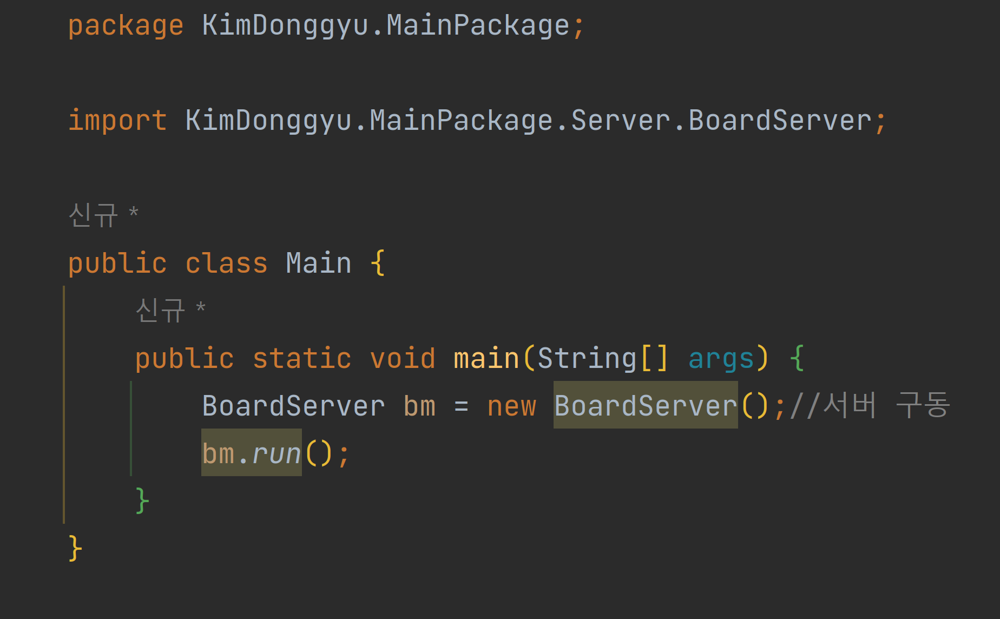 package KimDonggyu.MainPackage;
import KimDonggyu.MainPackage.Server.BoardServer;
신규 *
public class Main {
신규 *
public static void main(String[] args) {
BoardServer bm = new BoardServer();//서버 구동
bm.run();
}
}